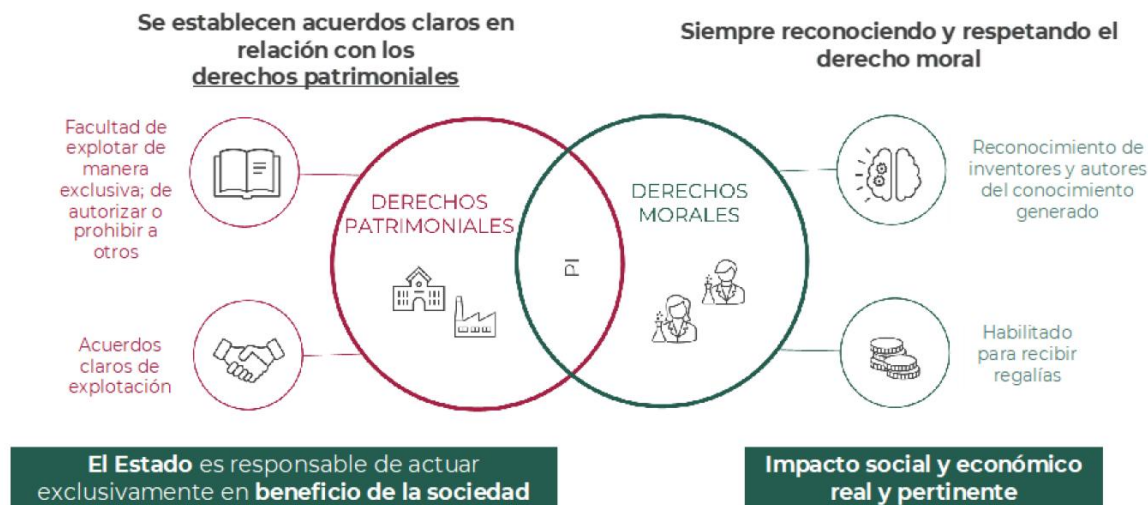 Se establecen acuerdos claros en
relación con los
derechos patrimoniales
Siempre reconociendo y respetando el
derecho moral
Facultad de
explotar de
manera
exclusiva; de
autorizar o
prohibir a
otros
Acuerdos
claros de
explotación
DERECHOS
PATRIMONIALES
PI
DERECHOS
MORALES
Reconocimiento de
inventores y autores
del conocimiento
generado
Habilitado
para recibir
regalías
El Estado es responsable de actuar
exclusivamente en beneficio de la sociedad
Impacto social y económico
real y pertinente